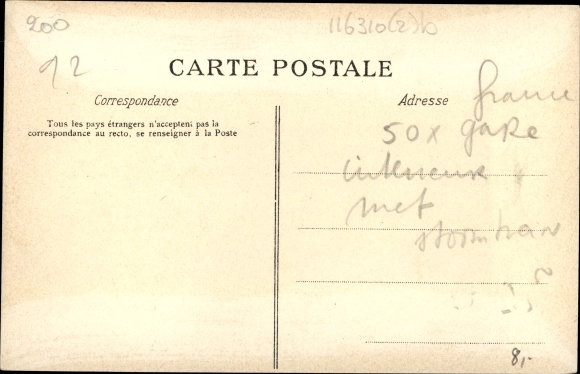 200
116310(2)b
92
CARTE POSTALE
Correspondance
Adresse
france
Tous les pays étrangers n'acceptent pas la
correspondance au recto, se renseigner à la Poste
50x gare
interieur +
met
stoomtram
8,-